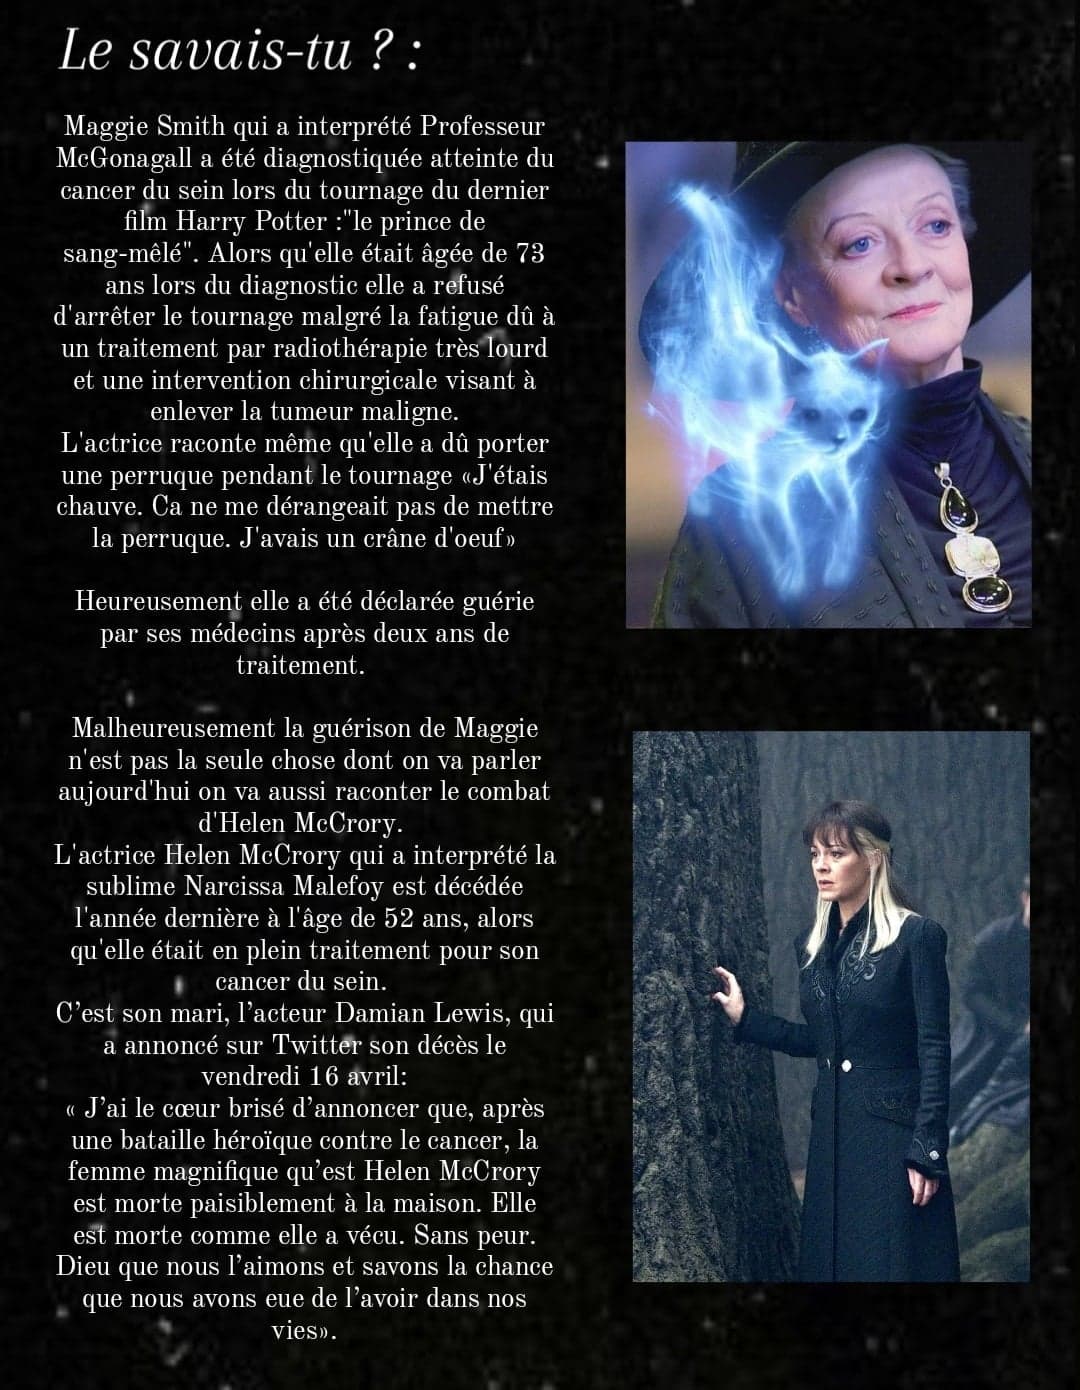 Le savais-tu ? :
Maggie Smith qui a interprété Professeur
McGonagall a été diagnostiquée atteinte du
cancer du sein lors du tournage du dernier
film Harry Potter :"le prince de
sang-mêlé". Alors qu'elle était âgée de 73
ans lors du diagnostic elle a refusé
d'arrêter le tournage malgré la fatigue dû à
un traitement par radiothérapie très lourd
et une intervention chirurgicale visant à
enlever la tumeur maligne.
L'actrice raconte même qu'elle a dû porter
une perruque pendant le tournage «J'étais
chauve. Ca ne me dérangeait pas de mettre
la perruque. J'avais un crâne d'oeuf»
Heureusement elle a été déclarée guérie
par ses médecins après deux ans de
traitement.
Malheureusement la guérison de Maggie
n'est pas la seule chose dont on va parler
aujourd'hui on va aussi raconter le combat
d'Helen McCrory.
L'actrice Helen McCrory qui a interprété la
sublime Narcissa Malefoy est décédée
l'année dernière à l'âge de 52 ans, alors
qu'elle était en plein traitement pour son
cancer du sein.
C’est son mari, l’acteur Damian Lewis, qui
a annoncé sur Twitter son décès le
vendredi 16 avril:
« J’ai le cœur brisé d’annoncer que, après
une bataille héroïque contre le cancer, la
femme magnifique qu’est Helen McCrory
est morte paisiblement à la maison. Elle
est morte comme elle a vécu. Sans peur.
Dieu que nous l’aimons et savons la chance
que nous avons eue de l’avoir dans nos
vies».